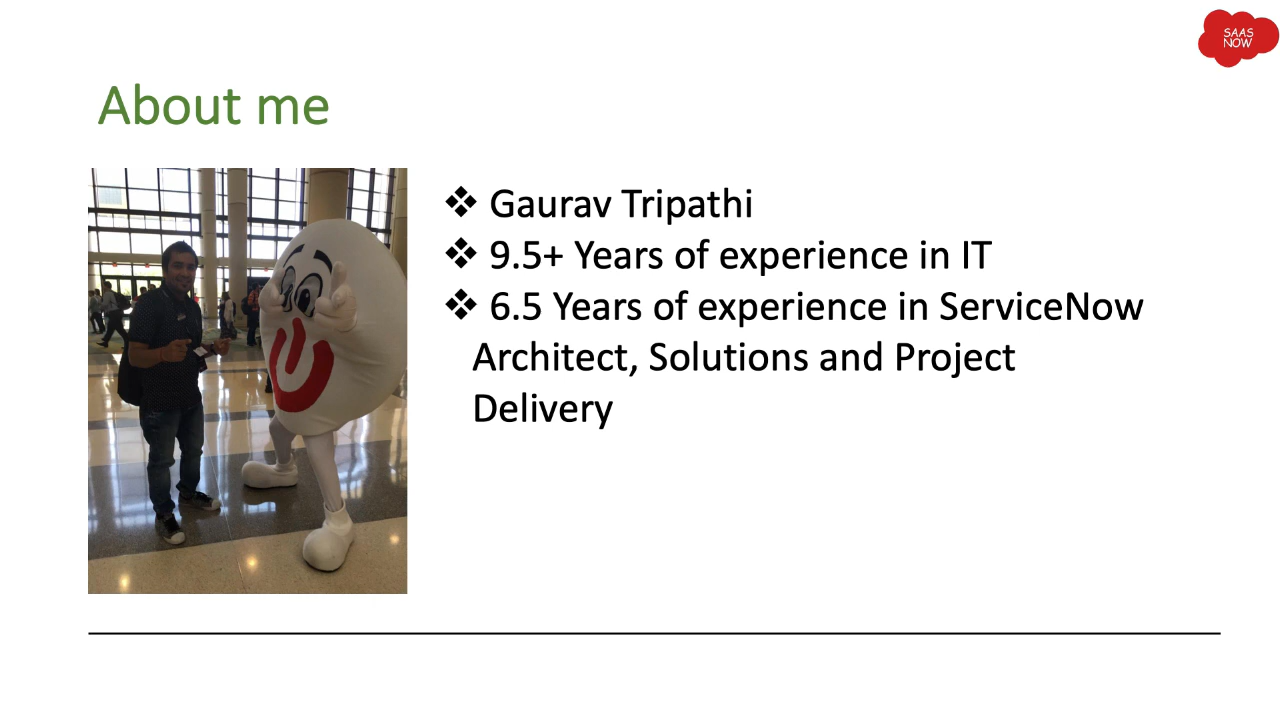 SAAS
NOW
About me
❖ Gaurav Tripathi
❖ 9.5+ Years of experience in IT
❖ 6.5 Years of experience in ServiceNow
Architect, Solutions and Project
Delivery